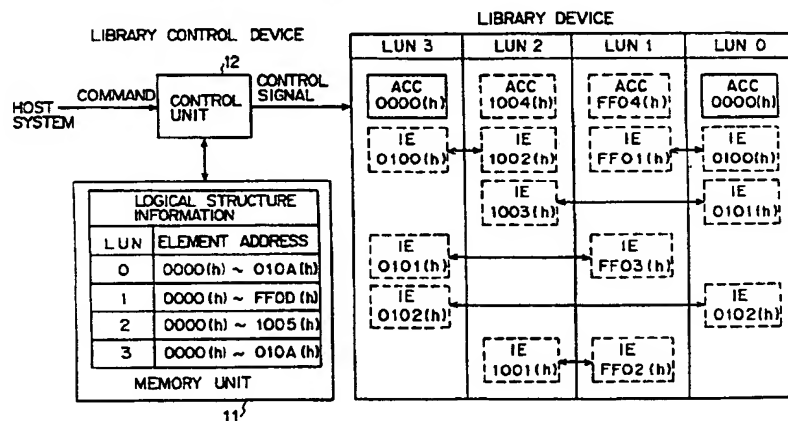 LIBRARY CONTROL DEVICE
12
HOST SYSTEM
COMMAND
CONTROL UNIT
CONTROL SIGNAL
LOGICAL STRUCTURE INFORMATION
LUN ELEMENT ADDRESS
0 0000(h) ~ 010A(h)
1 0000(h) ~ FF0D(h)
2 0000(h) ~ 1005(h)
3 0000(h) ~ 010A(h)
MEMORY UNIT
11
LIBRARY DEVICE
LUN 3 LUN 2 LUN 1 LUN 0
ACC 0000(h) ACC 1004(h) ACC FF04(h) ACC 0000(h)
IE 0100(h) IE 1002(h) IE FF01(h) IE 0100(h)
IE 1003(h) IE 0101(h)
IE 0101(h) IE FF03(h)
IE 0102(h) IE 0102(h)
IE 1001(h) IE FF02(h)